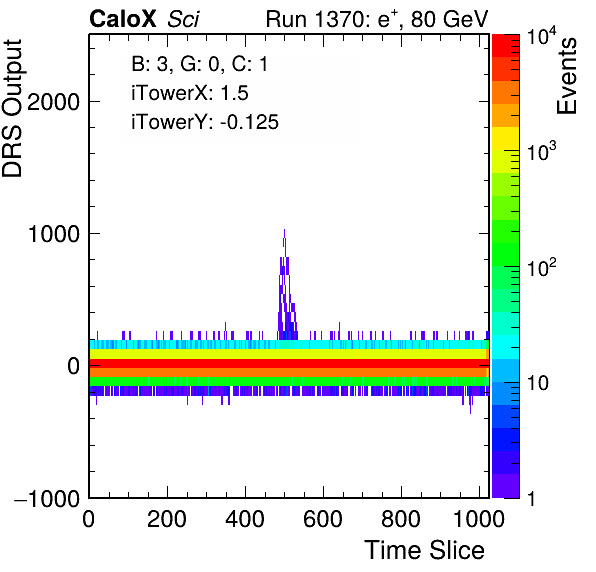 CaloX Sci
Run 1370: e⁺, 80 GeV
B: 3, G: 0, C: 1
iTowerX: 1.5
iTowerY: -0.125
DRS Output
2000
1000
0
−1000
0 200 400 600 800 1000
Time Slice
10⁴
10³
10²
10
1
Events